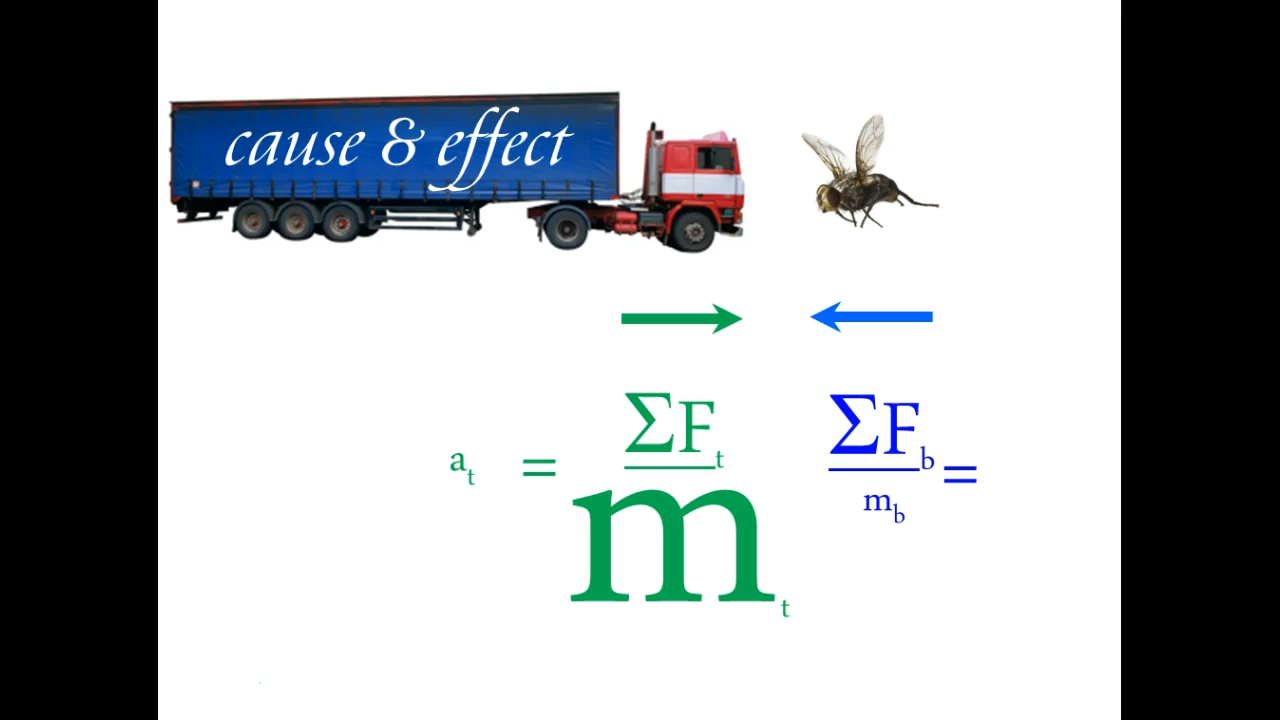 cause & effect
aₜ = ΣFₜ / mₜ
ΣF_b / m_b =